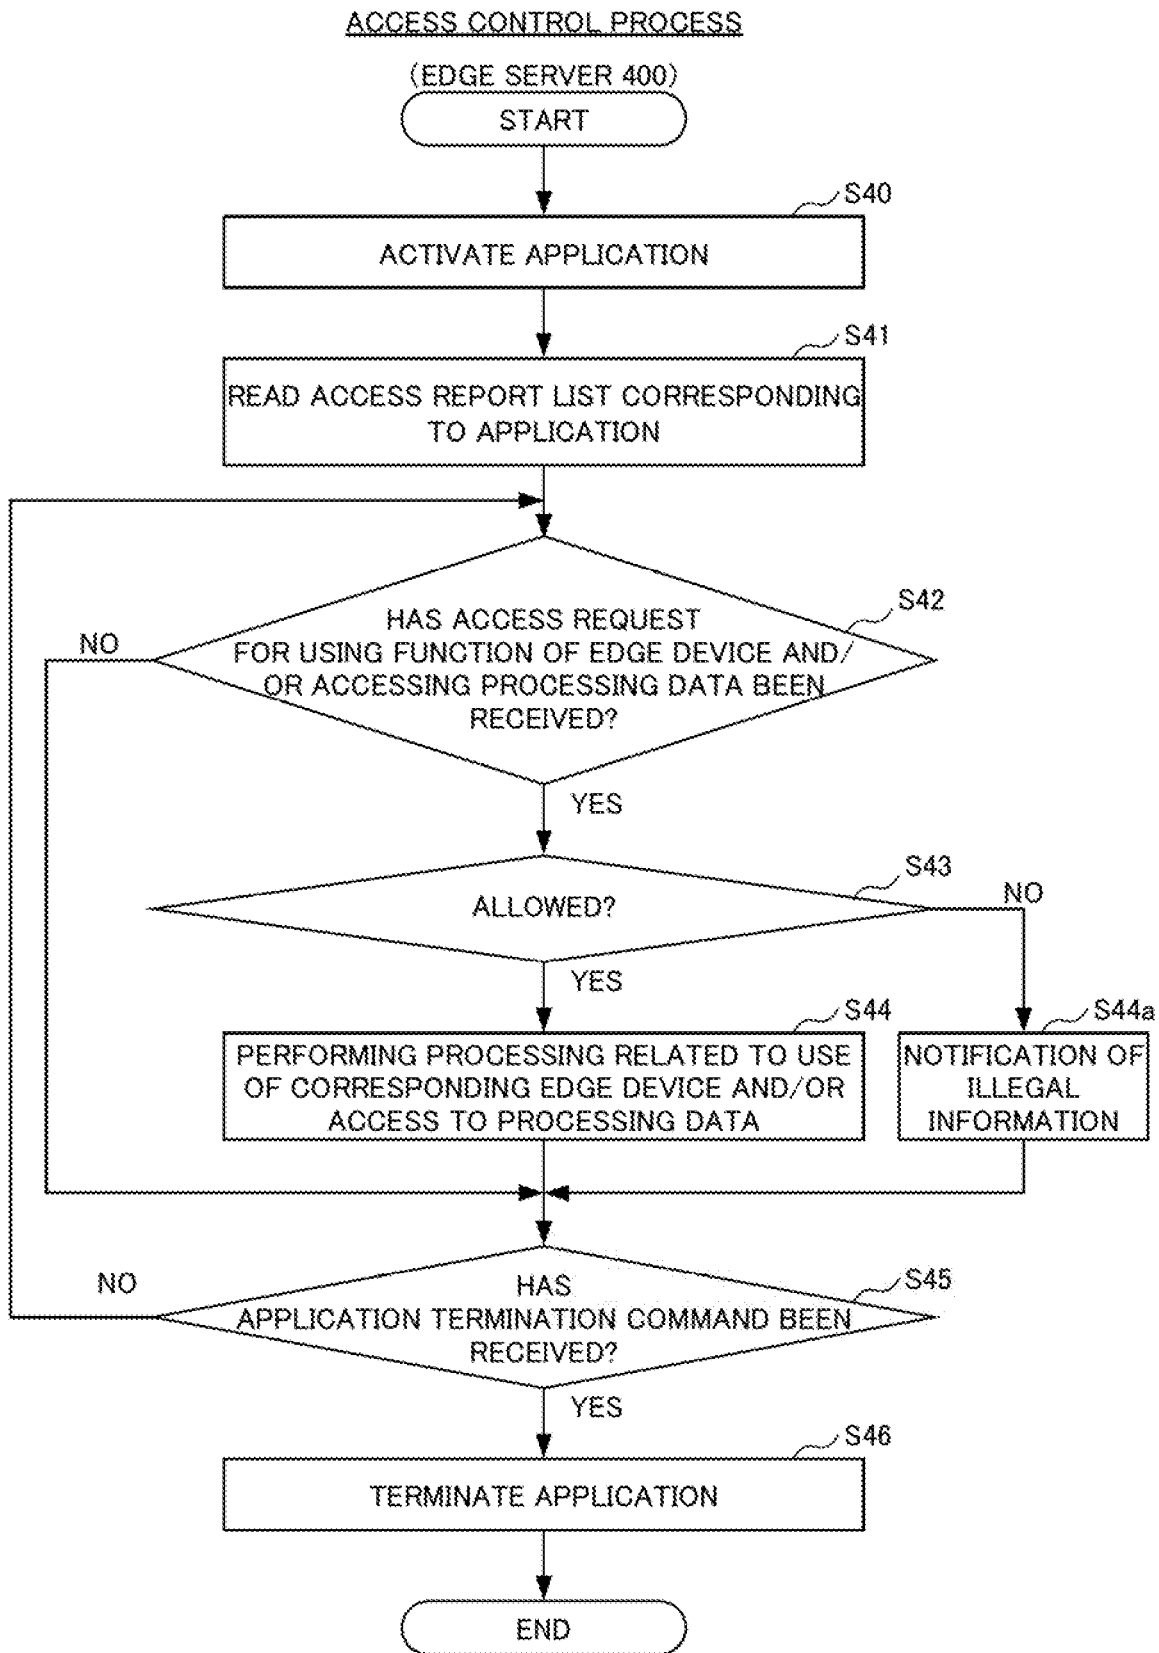 ACCESS CONTROL PROCESS
(EDGE SERVER 400)
START
S40
ACTIVATE APPLICATION
S41
READ ACCESS REPORT LIST CORRESPONDING
TO APPLICATION
S42
HAS ACCESS REQUEST
NO
FOR USING FUNCTION OF EDGE DEVICE AND/
OR ACCESSING PROCESSING DATA BEEN
RECEIVED?
YES
S43
ALLOWED?
NO
YES
S44
PERFORMING PROCESSING RELATED TO USE
OF CORRESPONDING EDGE DEVICE AND/OR
ACCESS TO PROCESSING DATA
S44a
NOTIFICATION OF
ILLEGAL
INFORMATION
S45
NO
HAS
APPLICATION TERMINATION COMMAND BEEN
RECEIVED?
YES
S46
TERMINATE APPLICATION
END